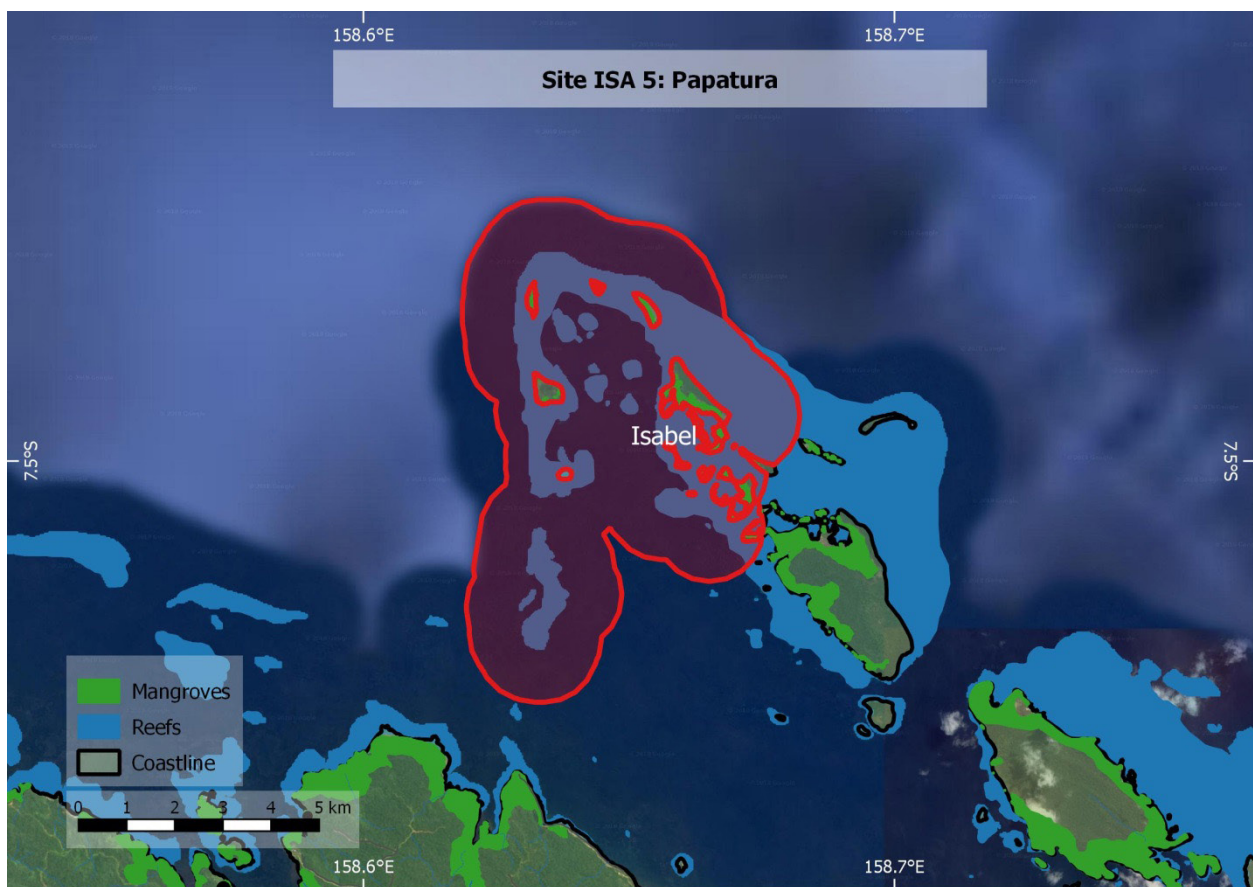 158.6°E
158.7°E
Site ISA 5: Papatura
Isabel
7.5°S
7.5°S
Mangroves
Reefs
Coastline
0 1 2 3 4 5 km
158.6°E
158.7°E